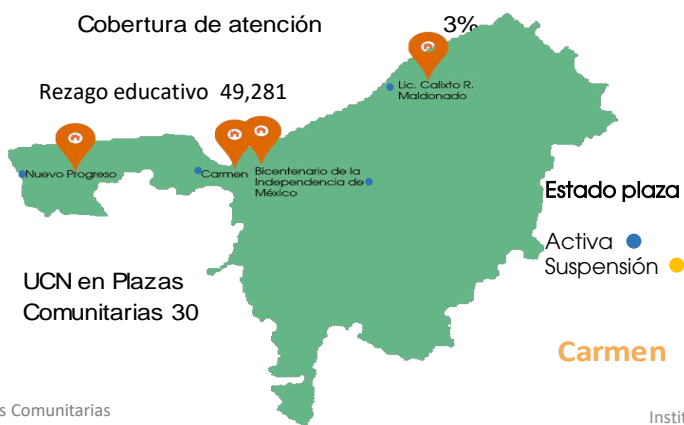 Cobertura de atención 3%
Lic. Calixto R.
Maldonado
Rezago educativo 49,281
Nuevo Progreso
Carmen
Bicentenario de la
Independencia de
México
Estado plaza
Activa
Suspensión
UCN en Plazas
Comunitarias 30
Carmen
s Comunitarias
Instit